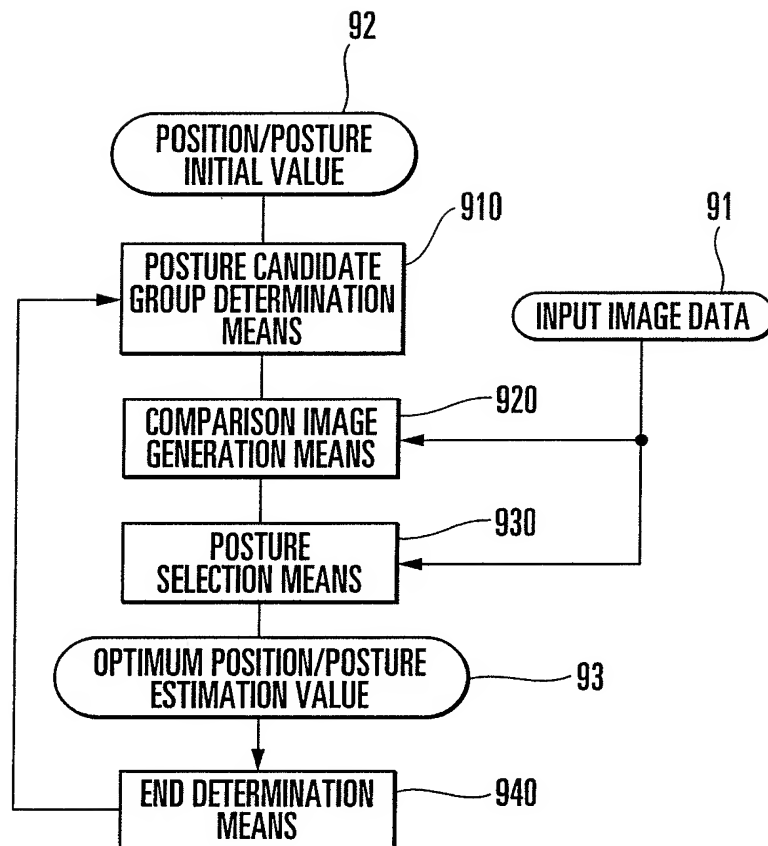 92
POSITION/POSTURE
INITIAL VALUE
910
POSTURE CANDIDATE
GROUP DETERMINATION
MEANS
91
INPUT IMAGE DATA
920
COMPARISON IMAGE
GENERATION MEANS
930
POSTURE
SELECTION MEANS
OPTIMUM POSITION/POSTURE
ESTIMATION VALUE
93
END DETERMINATION
MEANS
940